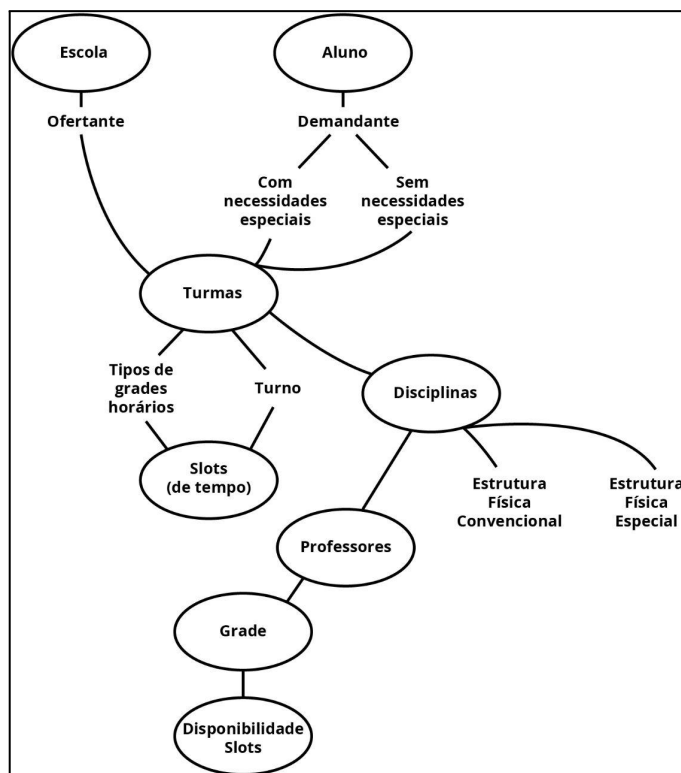 Escola
Aluno
Ofertante
Demandante
Com
necessidades
especiais
Sem
necessidades
especiais
Turmas
Tipos de
grades
horários
Turno
Disciplinas
Slots
(de tempo)
Estrutura
Física
Convencional
Estrutura
Física
Especial
Professores
Grade
Disponibilidade
Slots